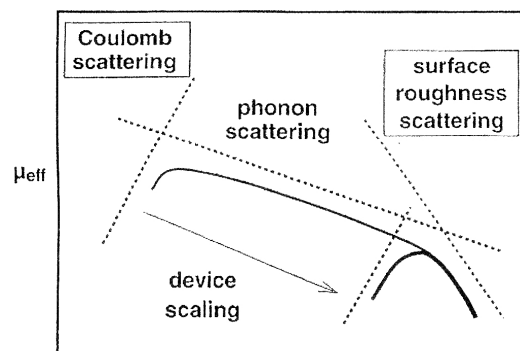 Coulomb
scattering
phonon
scattering
surface
roughness
scattering
μeff
device
scaling